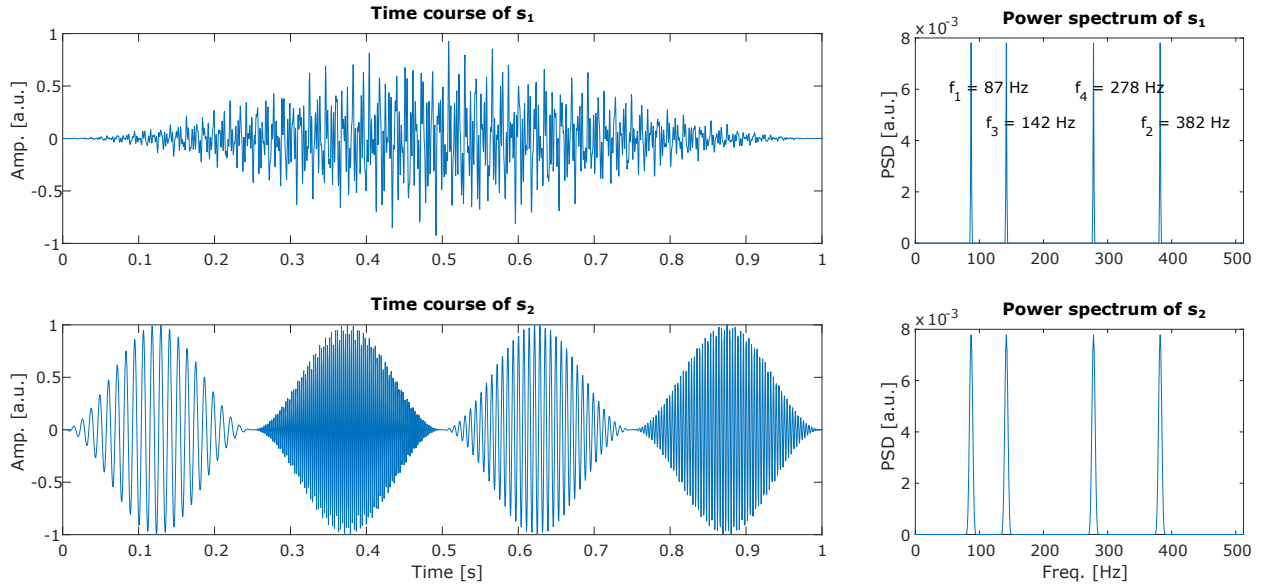 Time course of s₁
Amp. [a.u.]
1
0.5
0
-0.5
-1
0 0.1 0.2 0.3 0.4 0.5 0.6 0.7 0.8 0.9 1
Power spectrum of s₁
× 10⁻³
PSD [a.u.]
8
6
4
2
0
f₁ = 87 Hz
f₄ = 278 Hz
f₃ = 142 Hz
f₂ = 382 Hz
0 100 200 300 400 500
Time course of s₂
Amp. [a.u.]
1
0.5
0
-0.5
-1
0 0.1 0.2 0.3 0.4 0.5 0.6 0.7 0.8 0.9 1
Time [s]
Power spectrum of s₂
× 10⁻³
PSD [a.u.]
8
6
4
2
0
0 100 200 300 400 500
Freq. [Hz]